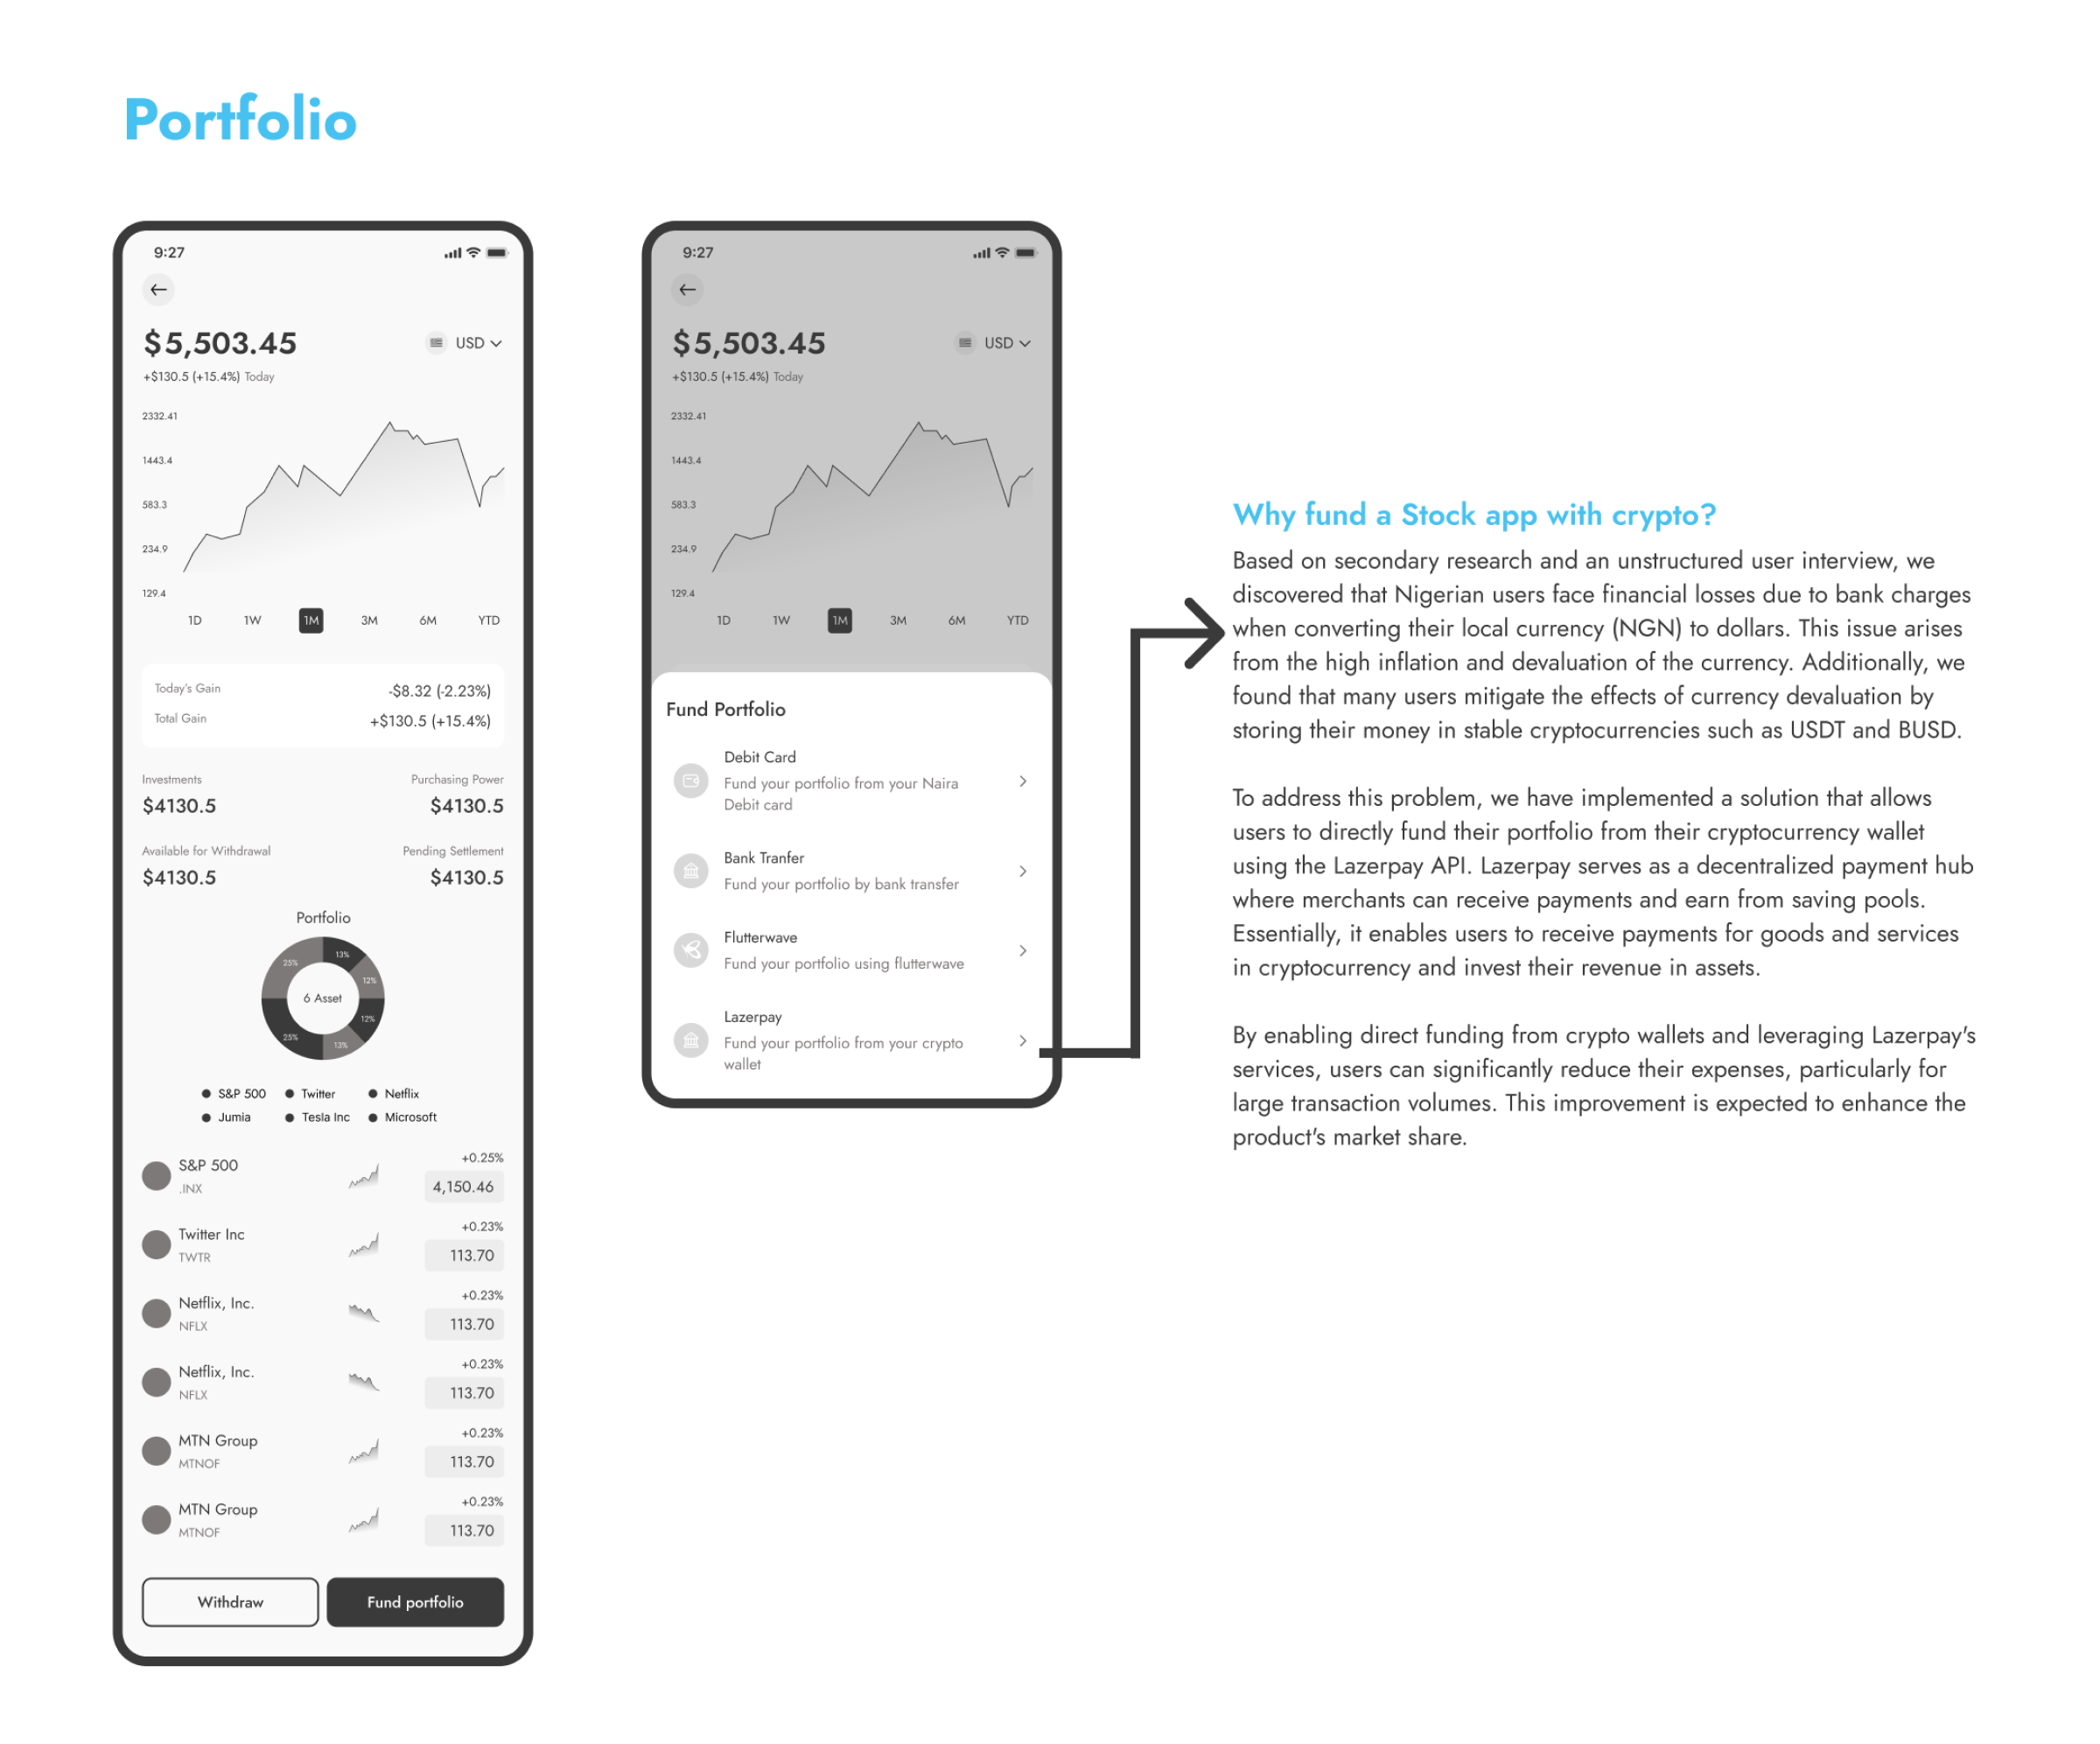 Portfolio
9:27
$5,503.45
USD
+$130.5 (+15.4%) Today
2332.41
1443.4
583.3
234.9
129.4
1D 1W 1M 3M 6M YTD
Today's Gain -$8.32 (-2.23%)
Total Gain +$130.5 (+15.4%)
Investments Purchasing Power
$4130.5 $4130.5
Available for Withdrawal Pending Settlement
$4130.5 $4130.5
Portfolio
25% 13%
12%
6 Asset
12%
25% 13%
S&P 500 Twitter Netflix
Jumia Tesla Inc Microsoft
S&P 500 +0.25%
.INX 4,150.46
Twitter Inc +0.23%
TWTR 113.70
Netflix, Inc. +0.23%
NFLX 113.70
Netflix, Inc. +0.23%
NFLX 113.70
MTN Group +0.23%
MTNOF 113.70
MTN Group +0.23%
MTNOF 113.70
Withdraw Fund portfolio
9:27
$5,503.45
USD
+$130.5 (+15.4%) Today
2332.41
1443.4
583.3
234.9
129.4
1D 1W 1M 3M 6M YTD
Fund Portfolio
Debit Card
Fund your portfolio from your Naira
Debit card
Bank Tranfer
Fund your portfolio by bank transfer
Flutterwave
Fund your portfolio using flutterwave
Lazerpay
Fund your portfolio from your crypto
wallet
Why fund a Stock app with crypto?
Based on secondary research and an unstructured user interview, we
discovered that Nigerian users face financial losses due to bank charges
when converting their local currency (NGN) to dollars. This issue arises
from the high inflation and devaluation of the currency. Additionally, we
found that many users mitigate the effects of currency devaluation by
storing their money in stable cryptocurrencies such as USDT and BUSD.
To address this problem, we have implemented a solution that allows
users to directly fund their portfolio from their cryptocurrency wallet
using the Lazerpay API. Lazerpay serves as a decentralized payment hub
where merchants can receive payments and earn from saving pools.
Essentially, it enables users to receive payments for goods and services
in cryptocurrency and invest their revenue in assets.
By enabling direct funding from crypto wallets and leveraging Lazerpay's
services, users can significantly reduce their expenses, particularly for
large transaction volumes. This improvement is expected to enhance the
product's market share.